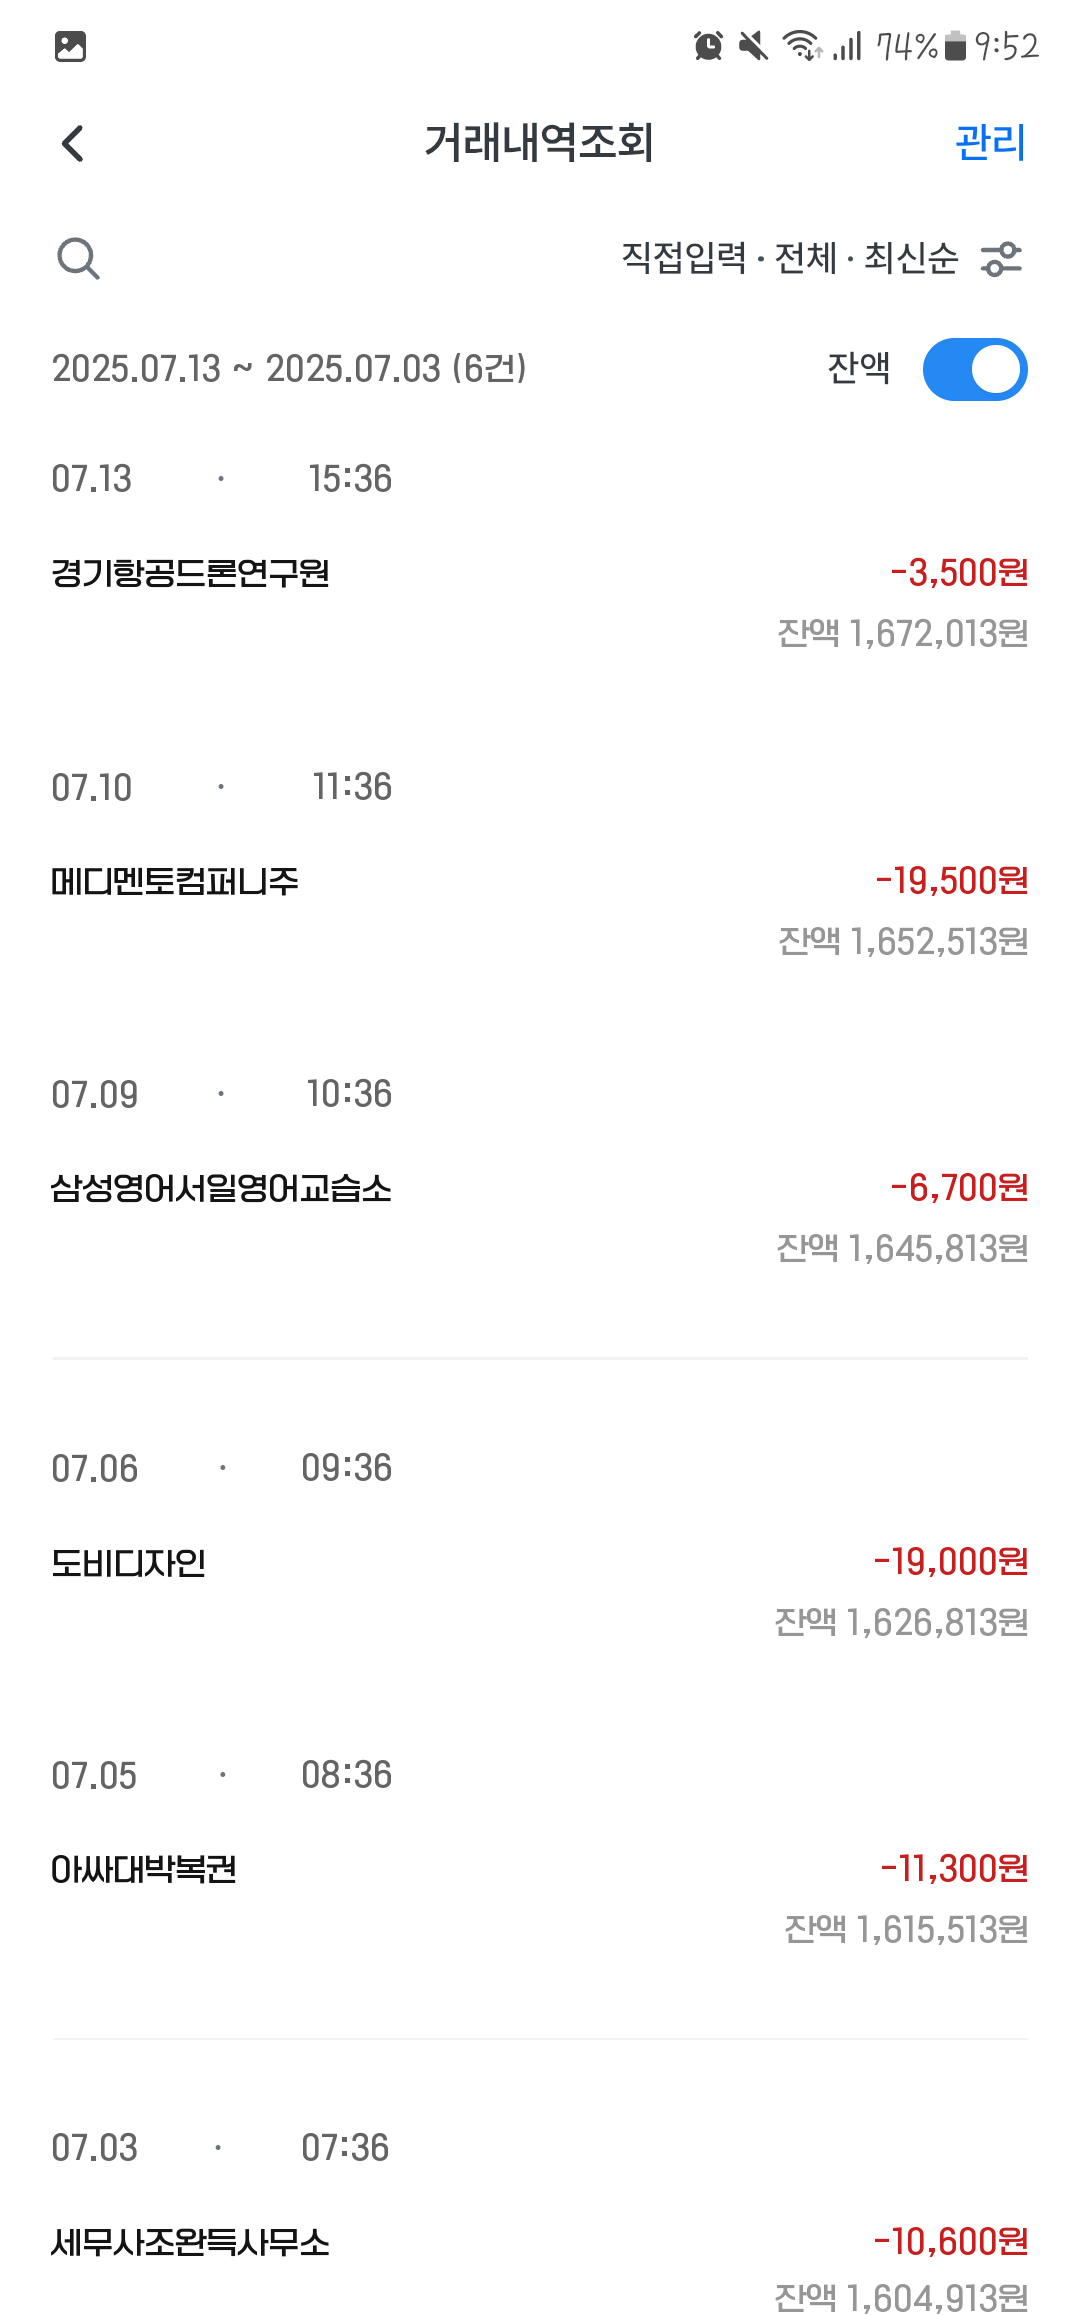 74% 9:52
거래내역조회 관리
직접입력 · 전체 · 최신순
2025.07.13 ~ 2025.07.03 (6건) 잔액
07.13 · 15:36
경기항공드론연구원 -3,500원
잔액 1,672,013원
07.10 · 11:36
메디멘토컴퍼니주 -19,500원
잔액 1,652,513원
07.09 · 10:36
삼성영어서일영어교습소 -6,700원
잔액 1,645,813원
07.06 · 09:36
도비디자인 -19,000원
잔액 1,626,813원
07.05 · 08:36
아싸대박복권 -11,300원
잔액 1,615,513원
07.03 · 07:36
세무사조완득사무소 -10,600원
잔액 1,604,913원